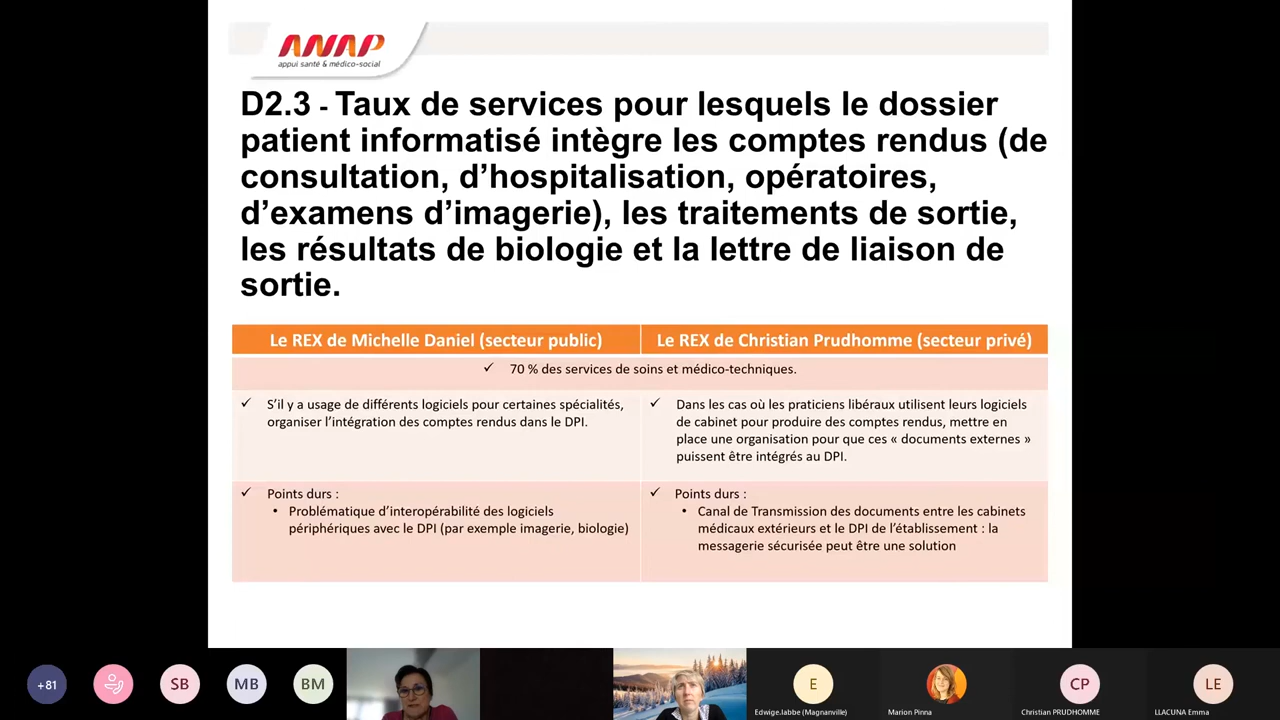 ANAP
appui santé & médico-social
D2.3 - Taux de services pour lesquels le dossier
patient informatisé intègre les comptes rendus (de
consultation, d’hospitalisation, opératoires,
d’examens d’imagerie), les traitements de sortie,
les résultats de biologie et la lettre de liaison de
sortie.
Le REX de Michelle Daniel (secteur public)
Le REX de Christian Prudhomme (secteur privé)
✓ 70 % des services de soins et médico-techniques.
✓ S’il y a usage de différents logiciels pour certaines spécialités,
organiser l’intégration des comptes rendus dans le DPI.
✓ Dans les cas où les praticiens libéraux utilisent leurs logiciels
de cabinet pour produire des comptes rendus, mettre en
place une organisation pour que ces « documents externes »
puissent être intégrés au DPI.
✓ Points durs :
• Problématique d’interopérabilité des logiciels
périphériques avec le DPI (par exemple imagerie, biologie)
✓ Points durs :
• Canal de Transmission des documents entre les cabinets
médicaux extérieurs et le DPI de l’établissement : la
messagerie sécurisée peut être une solution
+81
SB
MB
BM
E
Edwige.labbe (Magnanville)
Marion Pinna
CP
Christian PRUDHOMME
LE
LLACUNA Emma